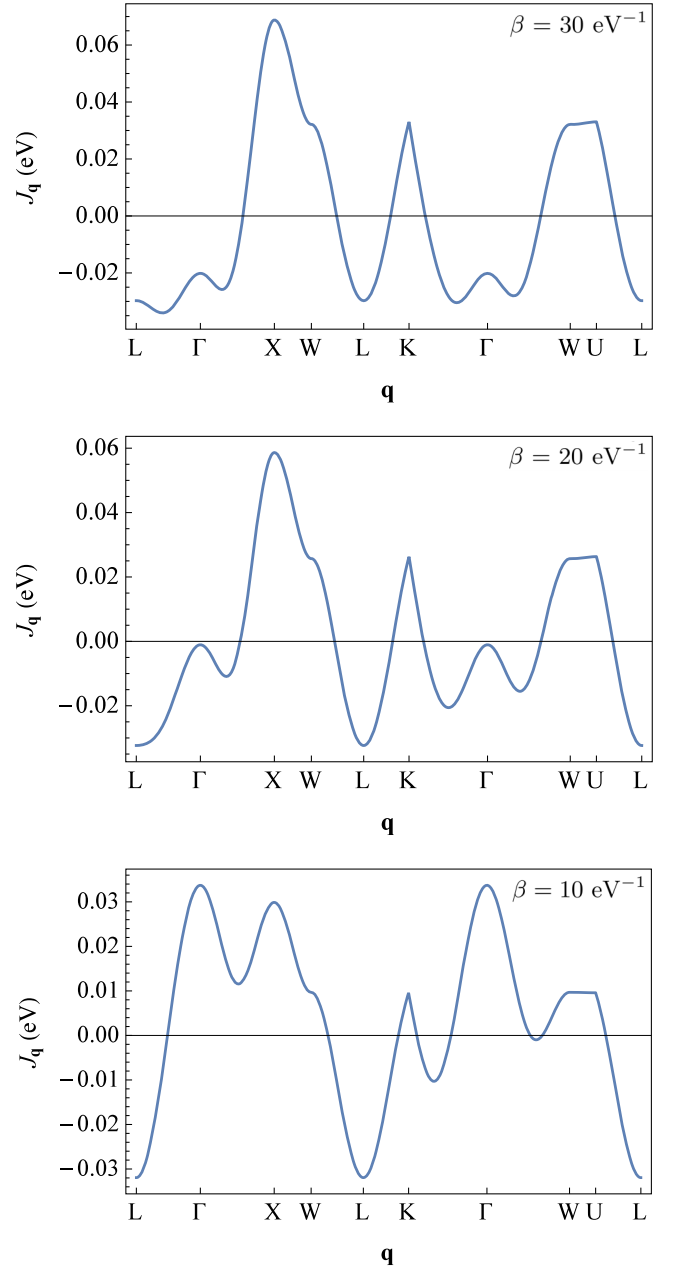 β = 30 eV⁻¹
0.06
0.04
0.02
0.00
−0.02
J_q (eV)
L Γ X W L K Γ W U L
q
β = 20 eV⁻¹
0.06
0.04
0.02
0.00
−0.02
J_q (eV)
L Γ X W L K Γ W U L
q
β = 10 eV⁻¹
0.03
0.02
0.01
0.00
−0.01
−0.02
−0.03
J_q (eV)
L Γ X W L K Γ W U L
q